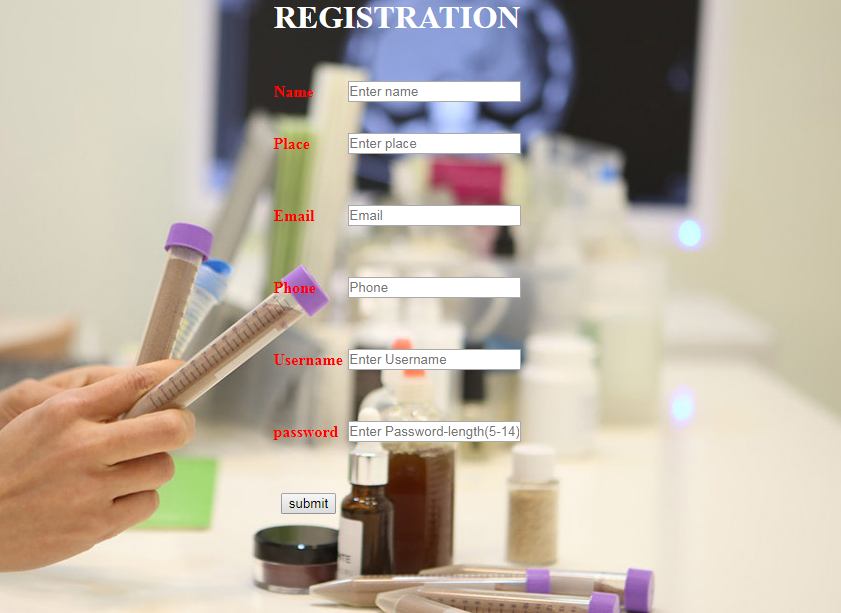 REGISTRATION
Name Enter name
Place Enter place
Email Email
Phone Phone
Username Enter Username
password Enter Password-length(5-14)
submit